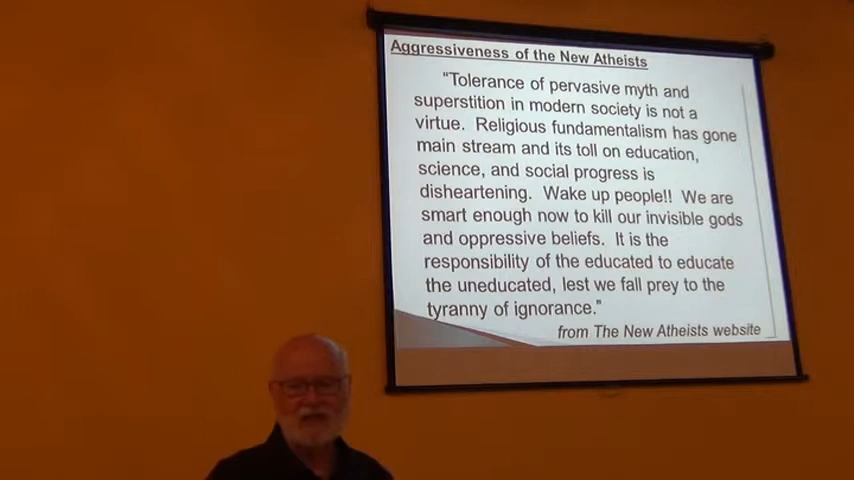 Aggressiveness of the New Atheists
“Tolerance of pervasive myth and
superstition in modern society is not a
virtue. Religious fundamentalism has gone
main stream and its toll on education,
science, and social progress is
disheartening. Wake up people!! We are
smart enough now to kill our invisible gods
and oppressive beliefs. It is the
responsibility of the educated to educate
the uneducated, lest we fall prey to the
tyranny of ignorance.”
from The New Atheists website